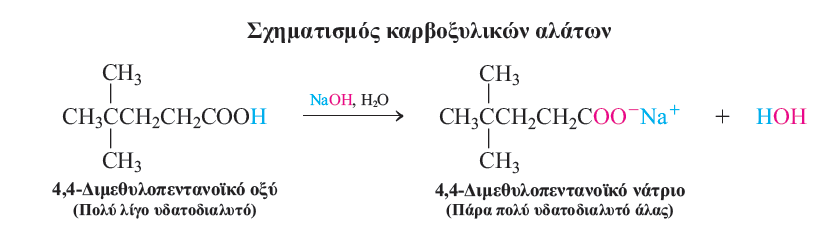 Σχηματισμός καρβοξυλικών αλάτων
CH₃ CH₃
CH₃CCH₂CH₂COOH NaOH, H₂O CH₃CCH₂CH₂COO⁻Na⁺ + HOH
CH₃ CH₃
4,4-Διμεθυλοπεντανοϊκό οξύ 4,4-Διμεθυλοπεντανοϊκό νάτριο
(Πολύ λίγο υδατοδιαλυτό) (Πάρα πολύ υδατοδιαλυτό άλας)